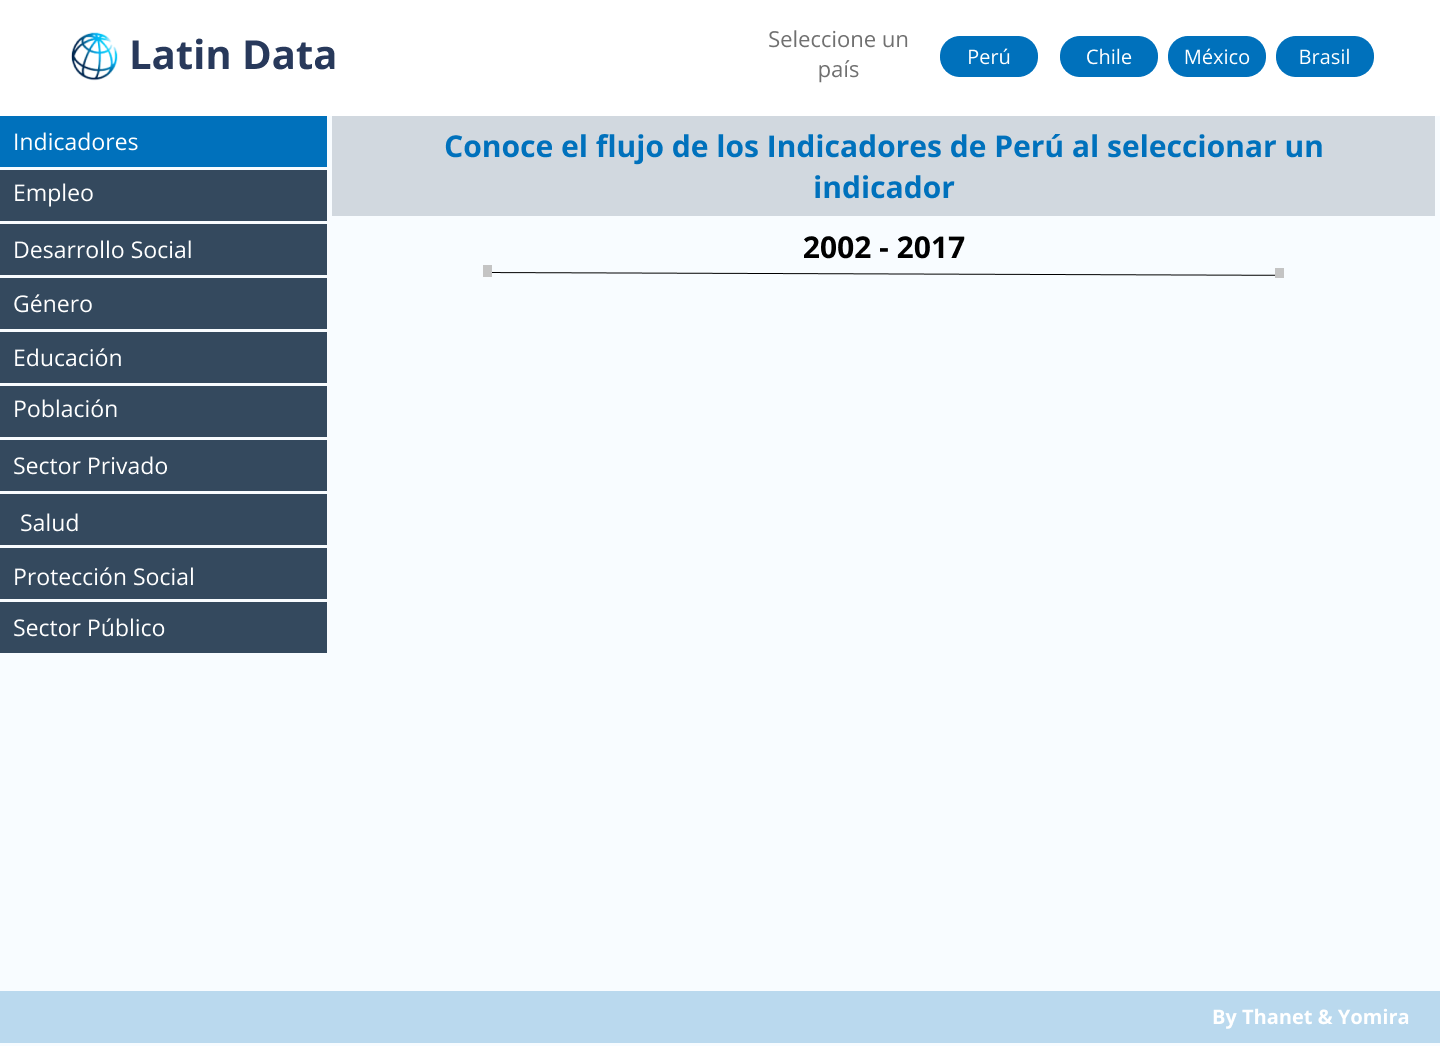 Latin Data
Seleccione un
país
Perú
Chile
México
Brasil
Indicadores
Empleo
Desarrollo Social
Género
Educación
Población
Sector Privado
Salud
Protección Social
Sector Público
Conoce el flujo de los Indicadores de Perú al seleccionar un
indicador
2002 - 2017
By Thanet & Yomira